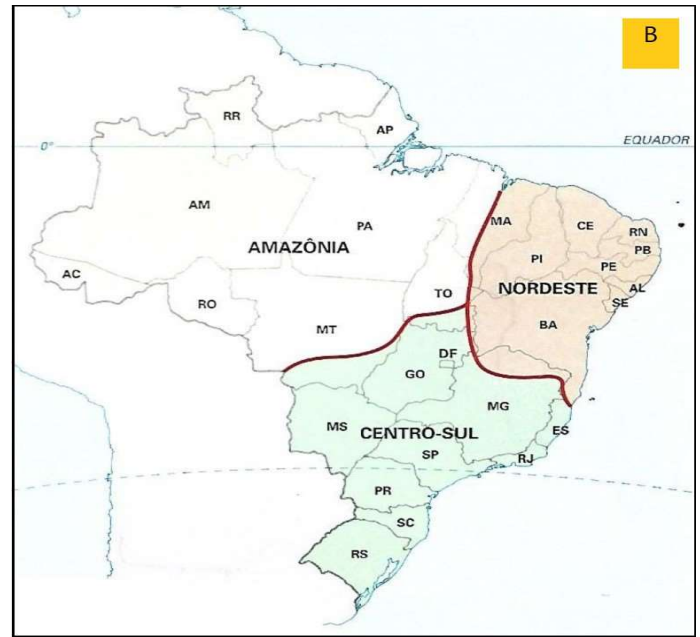 B
RR
AP
0°
EQUADOR
AM
PA
MA
CE
RN
PB
AMAZÔNIA
PI
PE
AC
RO
TO
NORDESTE
AL
SE
MT
BA
DF
GO
MG
MS
CENTRO-SUL
ES
SP
RJ
PR
SC
RS